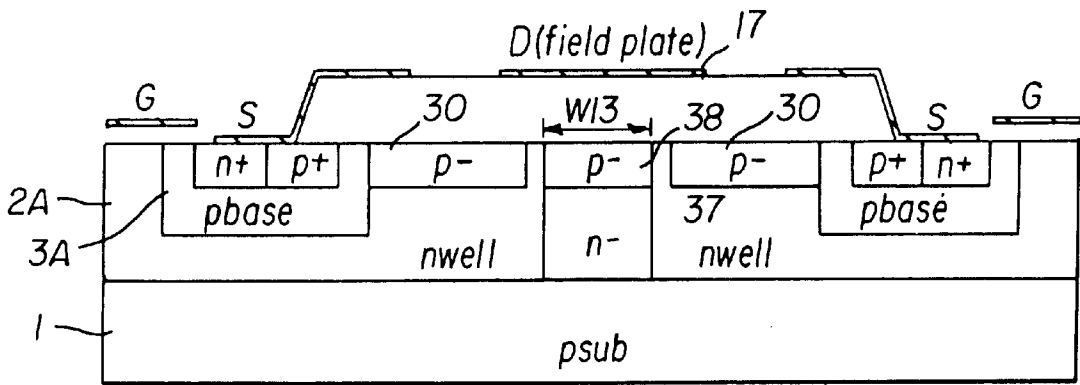 D(field plate) 17
G S 30 W13 38 30 S G
n+ p+ p- p- p- p+ n+
2A pbase 37 pbase
3A nwell n- nwell
1 psub